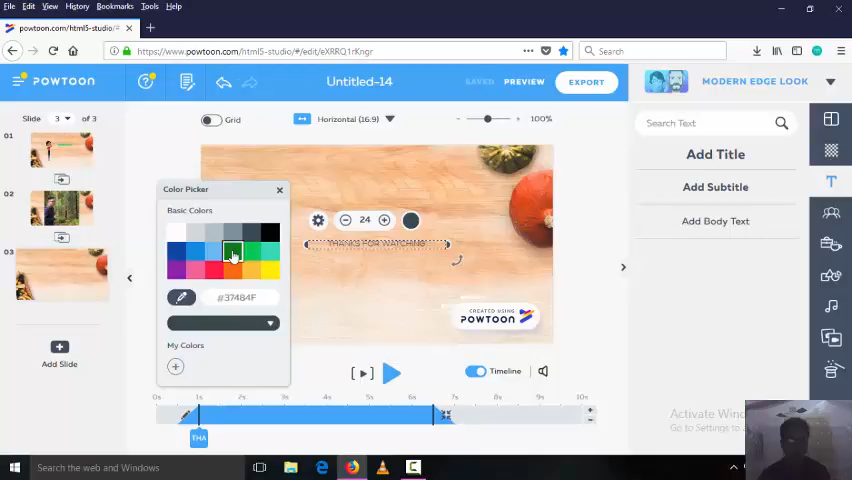 File Edit View History Bookmarks Tools Help
powtoon.com/html5-studio/#
https://www.powtoon.com/html5-studio/#/edit/eXRRQ1rKngr
Search
POWTOON
Untitled-14
SAVED
PREVIEW
EXPORT
MODERN EDGE LOOK
Slide 3 of 3
Grid
Horizontal (16:9)
- + 100%
Search Text
01
Add Title
Color Picker
Add Subtitle
Basic Colors
02
24
Add Body Text
THANKS FOR WATCHING
03
#37484F
CREATED USING
POWTOON
My Colors
Add Slide
Timeline
0s 1s 2s 3s 4s 5s 6s 7s 8s 9s 10s
THA
Activate Wind
Go to Settings to a
Search the web and Windows